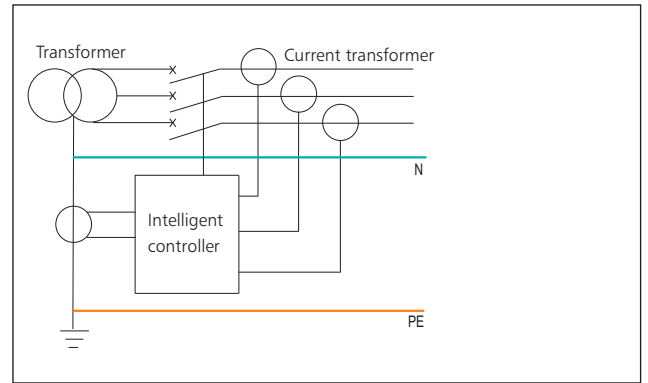 Transformer
Current transformer
N
Intelligent
controller
PE